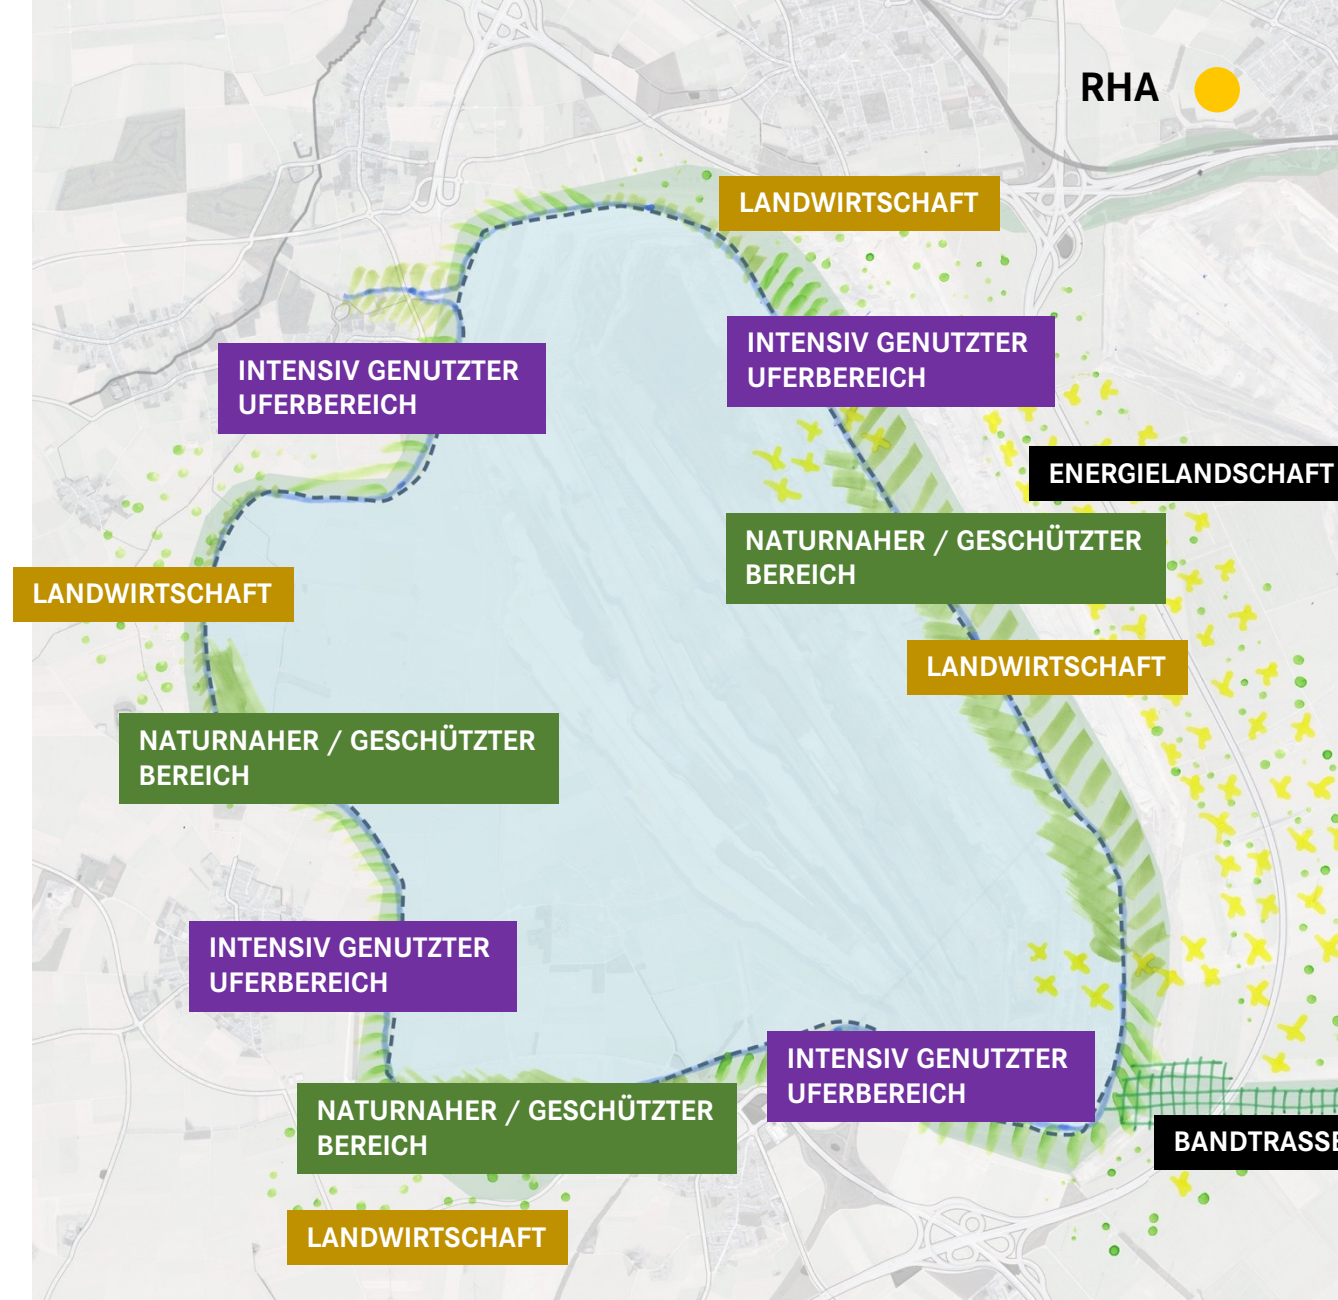 RHA
LANDWIRTSCHAFT
INTENSIV GENUTZTER
UFERBEREICH
INTENSIV GENUTZTER
UFERBEREICH
ENERGIELANDSCHAFT
NATURNAHER / GESCHÜTZTER
BEREICH
LANDWIRTSCHAFT
LANDWIRTSCHAFT
NATURNAHER / GESCHÜTZTER
BEREICH
INTENSIV GENUTZTER
UFERBEREICH
INTENSIV GENUTZTER
UFERBEREICH
NATURNAHER / GESCHÜTZTER
BEREICH
BANDTRASSE
LANDWIRTSCHAFT